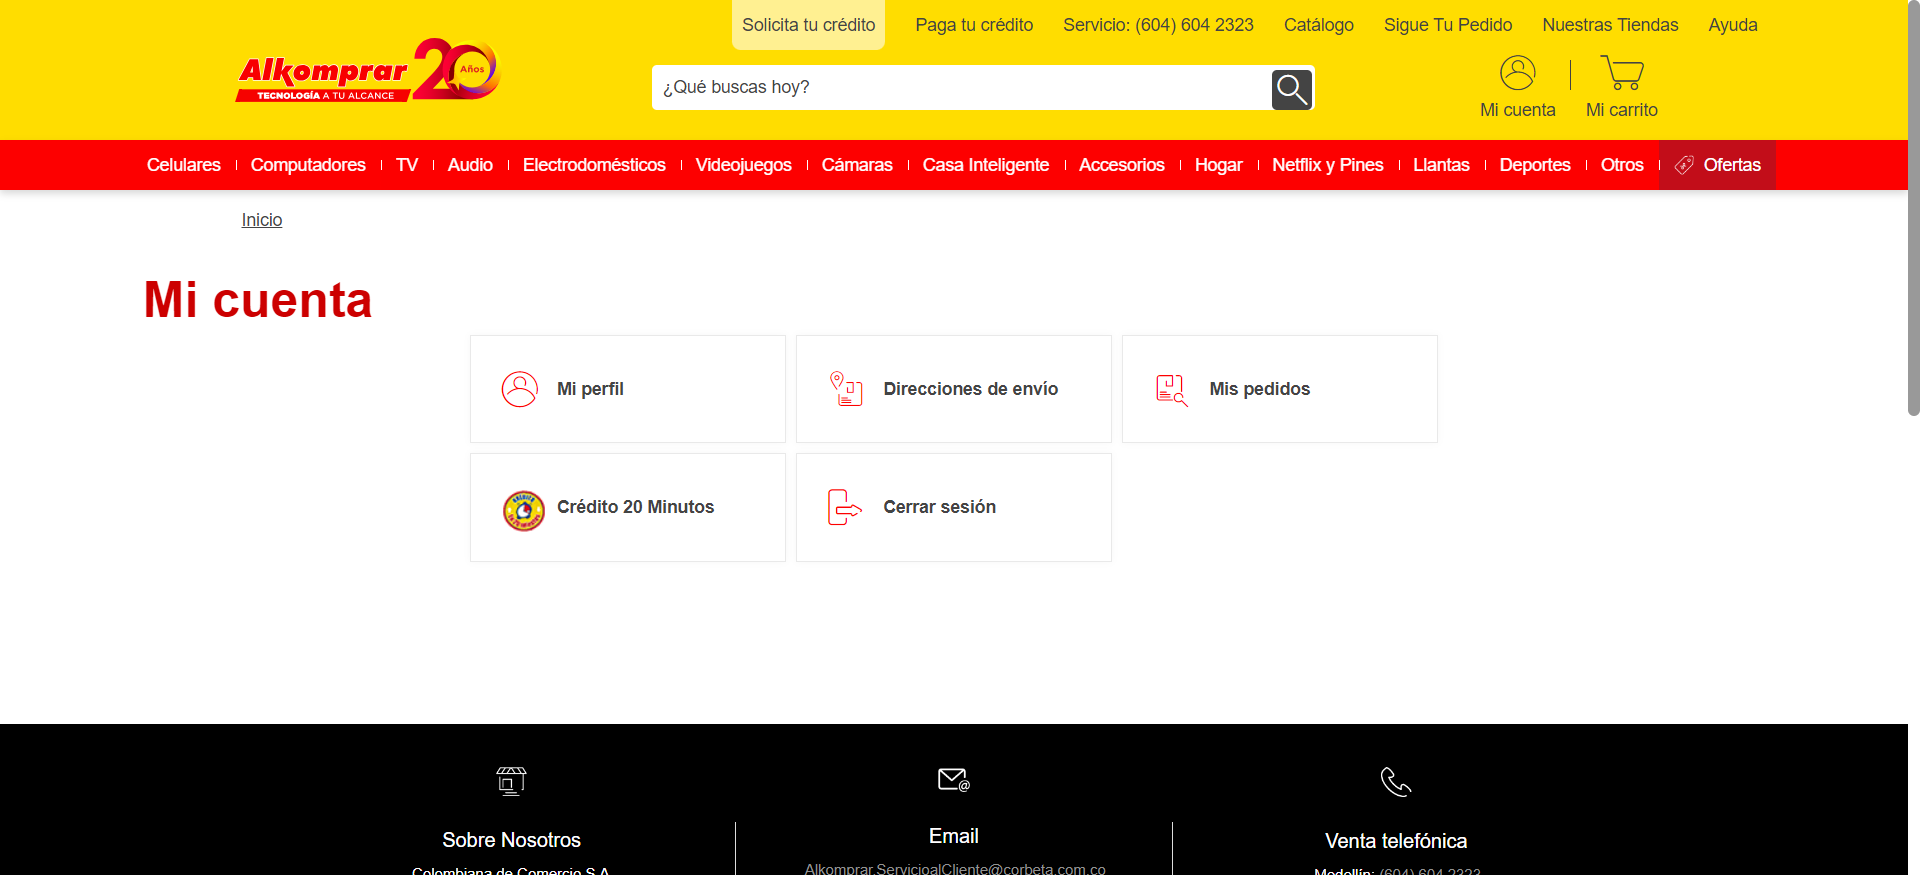 Solicita tu crédito
Paga tu crédito
Servicio: (604) 604 2323
Catálogo
Sigue Tu Pedido
Nuestras Tiendas
Ayuda
Alkomprar 20 Años
TECNOLOGÍA A TU ALCANCE
¿Qué buscas hoy?
Mi cuenta
Mi carrito
Celulares
Computadores
TV
Audio
Electrodomésticos
Videojuegos
Cámaras
Casa Inteligente
Accesorios
Hogar
Netflix y Pines
Llantas
Deportes
Otros
Ofertas
Inicio
Mi cuenta
Mi perfil
Direcciones de envío
Mis pedidos
Crédito 20 Minutos
Cerrar sesión
Sobre Nosotros
Email
Venta telefónica
Colombiana de Comercio S.A
Alkomprar.ServicioalCliente@corbeta.com.co
Medellín: (604) 604 2323